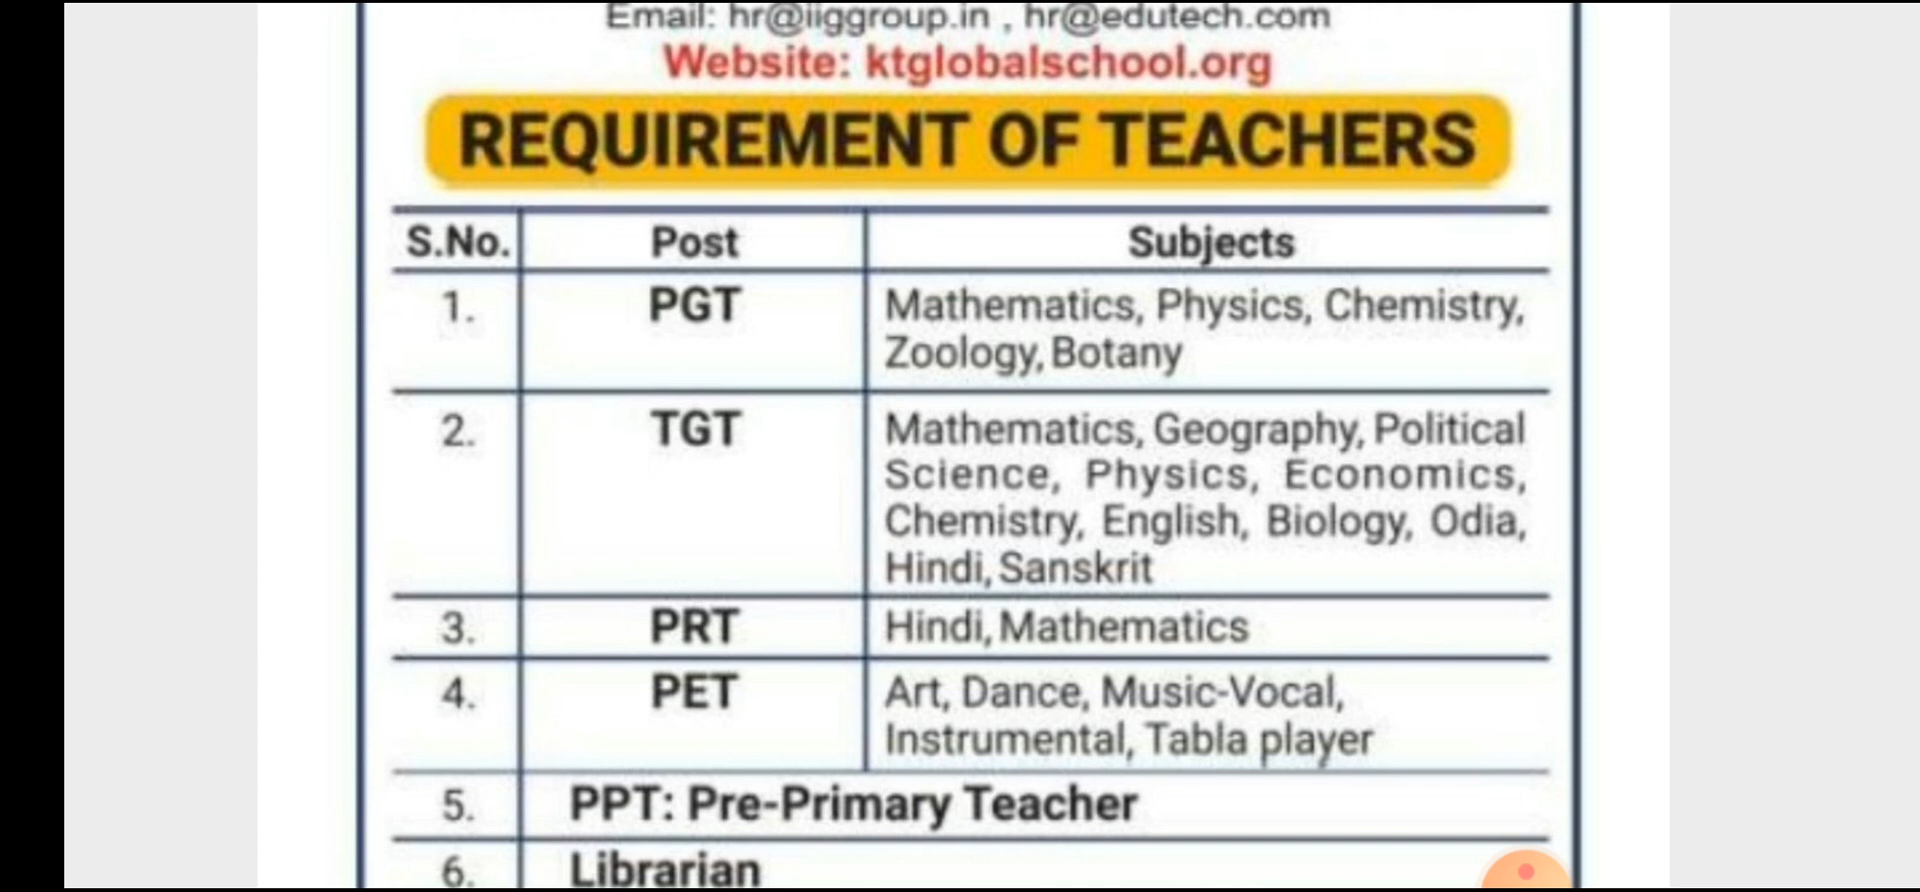 Email: hr@iiggroup.in , hr@edutech.com
Website: ktglobalschool.org
REQUIREMENT OF TEACHERS
S.No. Post Subjects
1. PGT Mathematics, Physics, Chemistry,
Zoology, Botany
2. TGT Mathematics, Geography, Political
Science, Physics, Economics,
Chemistry, English, Biology, Odia,
Hindi, Sanskrit
3. PRT Hindi, Mathematics
4. PET Art, Dance, Music-Vocal,
Instrumental, Tabla player
5. PPT: Pre-Primary Teacher
6. Librarian